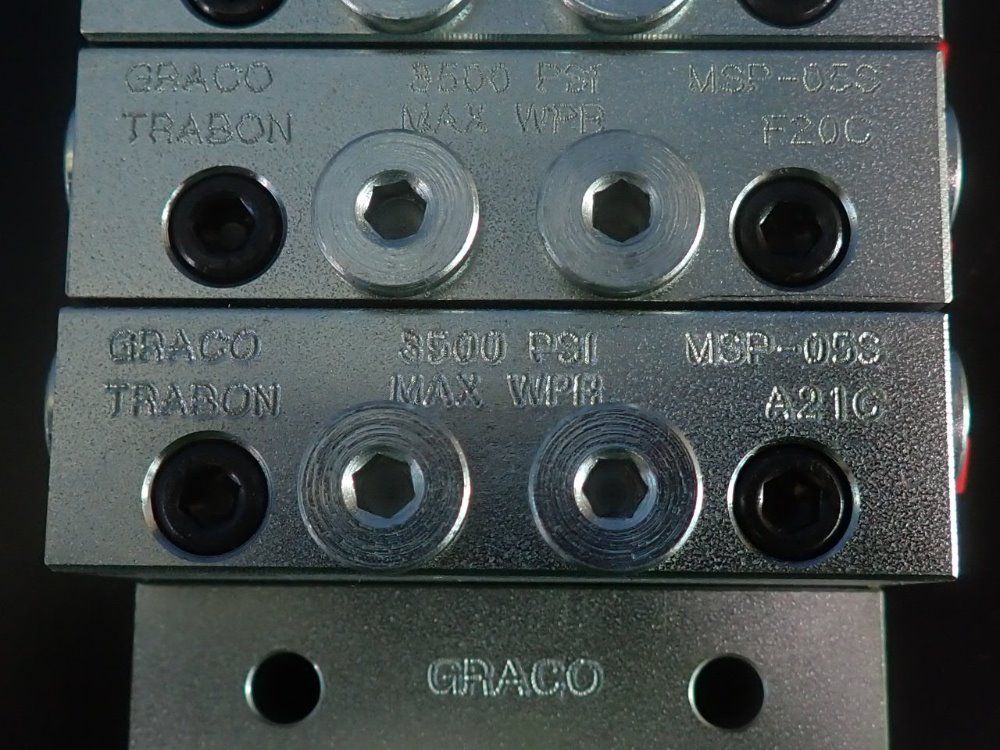 GRACO 3500 PSI MSP-05S
TRABON MAX WPR F20C
GRACO 3500 PSI MSP-05S
TRABON MAX WPR A21C
GRACO